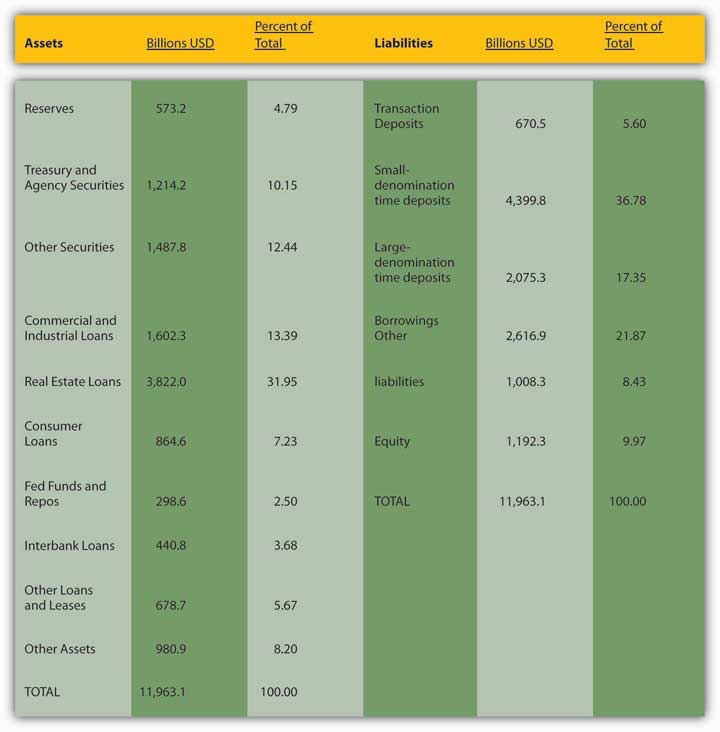 Assets Billions USD Percent of Total Liabilities Billions USD Percent of Total
Reserves 573.2 4.79 Transaction Deposits 670.5 5.60
Treasury and Agency Securities 1,214.2 10.15 Small-denomination time deposits 4,399.8 36.78
Other Securities 1,487.8 12.44 Large-denomination time deposits 2,075.3 17.35
Commercial and Industrial Loans 1,602.3 13.39 Borrowings Other 2,616.9 21.87
Real Estate Loans 3,822.0 31.95 liabilities 1,008.3 8.43
Consumer Loans 864.6 7.23 Equity 1,192.3 9.97
Fed Funds and Repos 298.6 2.50 TOTAL 11,963.1 100.00
Interbank Loans 440.8 3.68
Other Loans and Leases 678.7 5.67
Other Assets 980.9 8.20
TOTAL 11,963.1 100.00